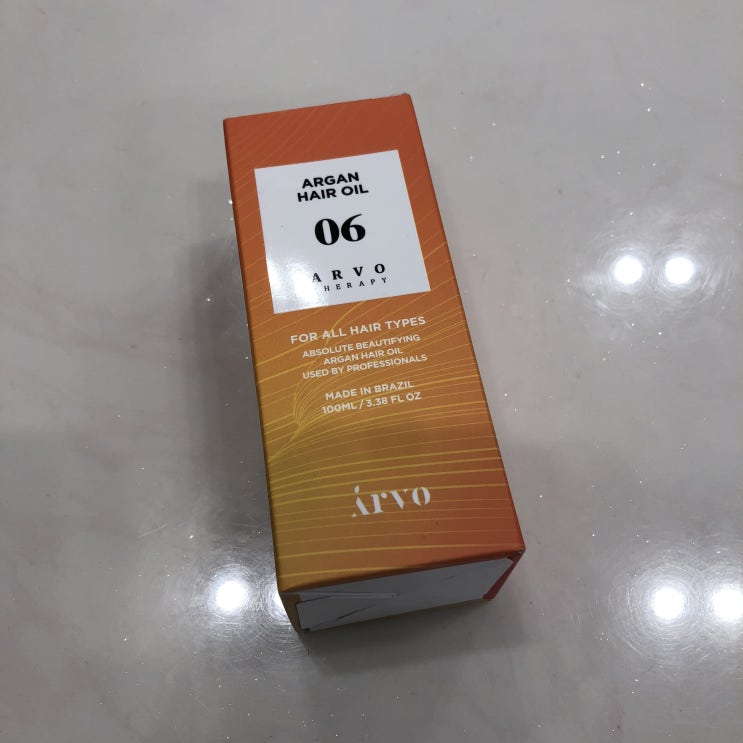 ARGAN
HAIR OIL
06
ARVO
THERAPY
FOR ALL HAIR TYPES
ABSOLUTE BEAUTIFYING
ARGAN HAIR OIL
USED BY PROFESSIONALS
MADE IN BRAZIL
100ML / 3.38 FL OZ
árvo